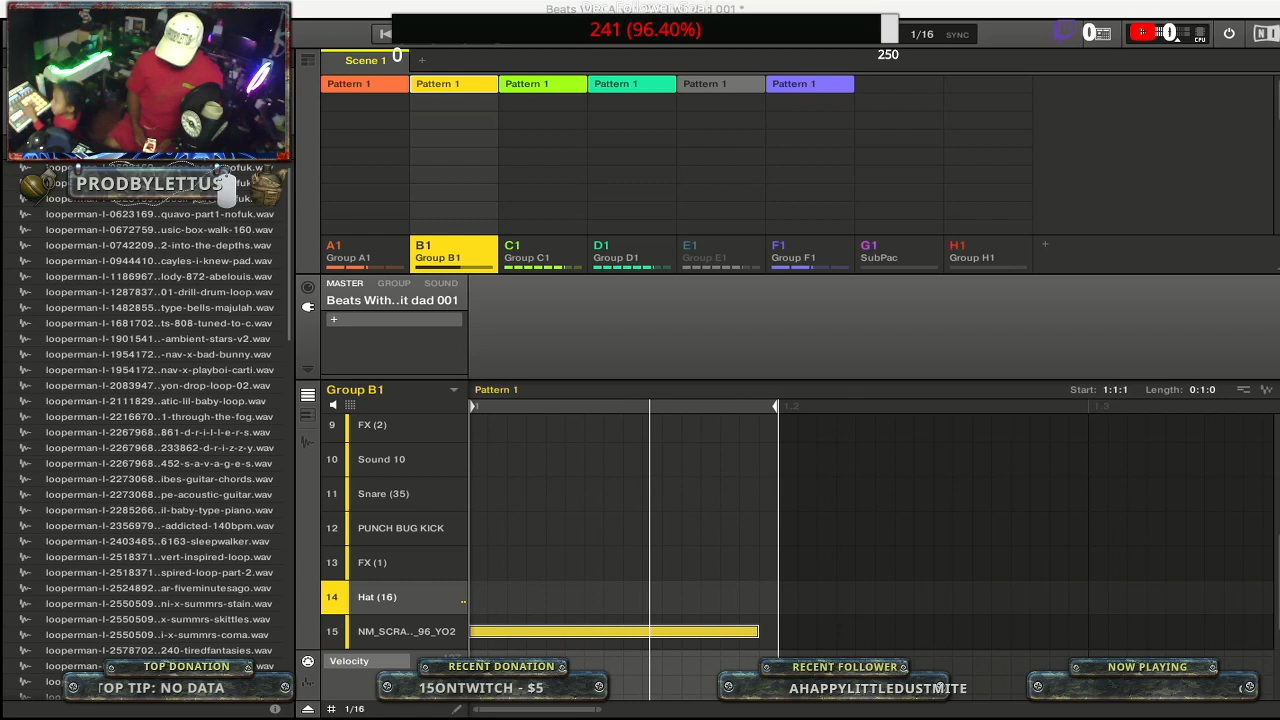 241 (96.40%)
1/16
SYNC
0
0
CPU
0
250
Scene 1
+
Pattern 1
Pattern 1
Pattern 1
Pattern 1
Pattern 1
Pattern 1
PRODBYLETTUS
looperman-l-0623169..quavo-part1-nofuk.wav
looperman-l-0672759..usic-box-walk-160.wav
looperman-l-0742209..2-into-the-depths.wav
looperman-l-0944410..cayles-i-knew-pad.wav
looperman-l-1186967..lody-872-abelouis.wav
looperman-l-1287837..01-drill-drum-loop.wav
looperman-l-1482855..type-bells-majulah.wav
looperman-l-1681702..ts-808-tuned-to-c.wav
looperman-l-1901541..-ambient-stars-v2.wav
looperman-l-1954172..-nav-x-bad-bunny.wav
looperman-l-1954172..nav-x-playboi-carti.wav
looperman-l-2083947..yon-drop-loop-02.wav
looperman-l-2111829..atic-lil-baby-loop.wav
looperman-l-2216670..1-through-the-fog.wav
looperman-l-2267968..861-d-r-i-l-l-e-r-s.wav
looperman-l-2267968..233862-d-r-i-z-z-y.wav
looperman-l-2267968..452-s-a-v-a-g-e-s.wav
looperman-l-2273068..ibes-guitar-chords.wav
looperman-l-2273068..pe-acoustic-guitar.wav
looperman-l-2285266..il-baby-type-piano.wav
looperman-l-2356979..-addicted-140bpm.wav
looperman-l-2403465..6163-sleepwalker.wav
looperman-l-2518371..vert-inspired-loop.wav
looperman-l-2518371..spired-loop-part-2.wav
looperman-l-2524892..ar-fiveminutesago.wav
looperman-l-2550509..ni-x-summrs-stain.wav
looperman-l-2550509..x-summrs-skittles.wav
looperman-l-2550509..i-x-summrs-coma.wav
looperman-l-2578702..240-tiredfantasies.wav
A1
Group A1
B1
Group B1
C1
Group C1
D1
Group D1
E1
Group E1
F1
Group F1
G1
SubPac
H1
Group H1
+
MASTER
GROUP
SOUND
Beats With..it dad 001
+
Group B1
Pattern 1
Start: 1:1:1
Length: 0:1:0
1
1.2
1.3
9 FX (2)
10 Sound 10
11 Snare (35)
12 PUNCH BUG KICK
13 FX (1)
14 Hat (16)
15 NM_SCRA.._96_YO2
Velocity
TOP DONATION
TOP TIP: NO DATA
RECENT DONATION
15ONTWITCH - $5
RECENT FOLLOWER
AHAPPYLITTLEDUSTMITE
NOW PLAYING
1/16